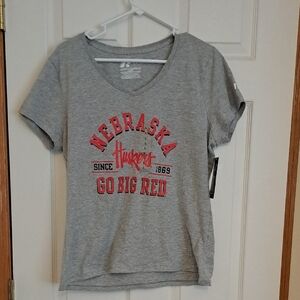 NEBRASKA
Huskers
SINCE 1869
GO BIG RED